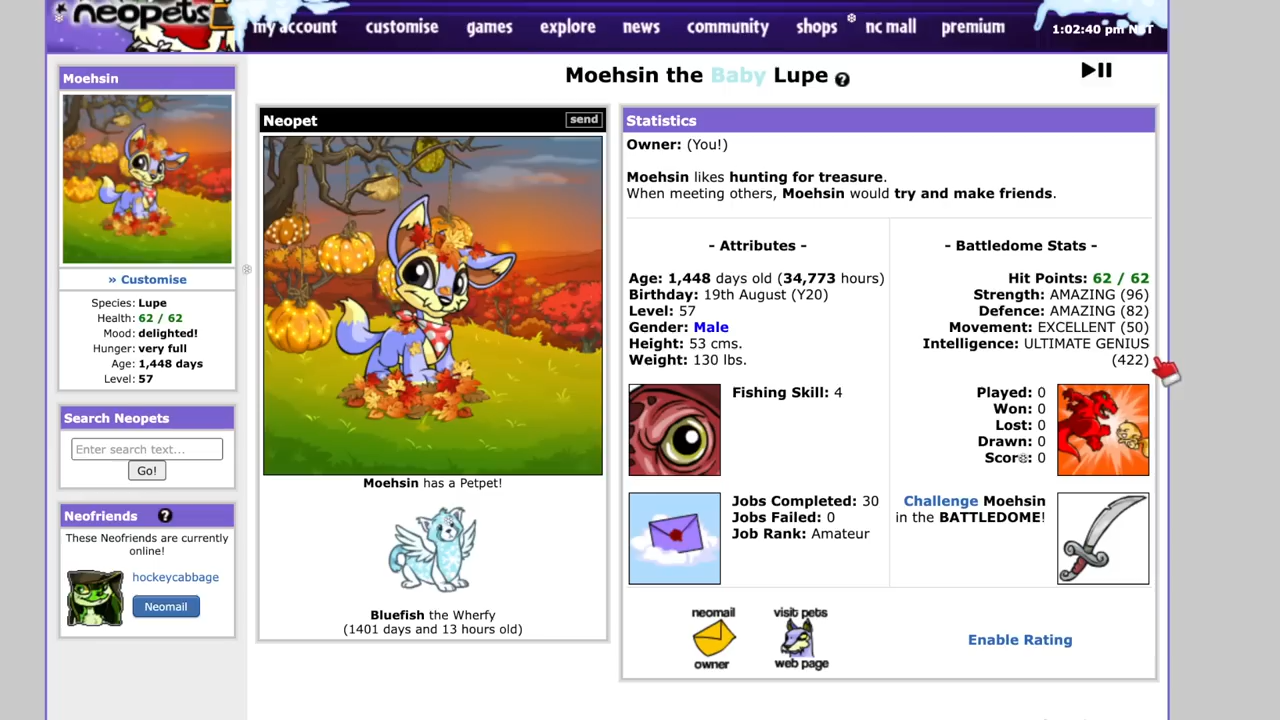 neopets
my account customise games explore news community shops nc mall premium 1:02:40 pm NST
Moehsin
» Customise
Species: Lupe
Health: 62 / 62
Mood: delighted!
Hunger: very full
Age: 1,448 days
Level: 57
Search Neopets
Enter search text...
Go!
Neofriends ?
These Neofriends are currently
online!
hockeycabbage
Neomail
Moehsin the Baby Lupe ?
Neopet send
Moehsin has a Petpet!
Bluefish the Wherfy
(1401 days and 13 hours old)
Statistics
Owner: (You!)
Moehsin likes hunting for treasure.
When meeting others, Moehsin would try and make friends.
- Attributes -
Age: 1,448 days old (34,773 hours)
Birthday: 19th August (Y20)
Level: 57
Gender: Male
Height: 53 cms.
Weight: 130 lbs.
- Battledome Stats -
Hit Points: 62 / 62
Strength: AMAZING (96)
Defence: AMAZING (82)
Movement: EXCELLENT (50)
Intelligence: ULTIMATE GENIUS
(422)
Fishing Skill: 4
Played: 0
Won: 0
Lost: 0
Drawn: 0
Score: 0
Jobs Completed: 30
Jobs Failed: 0
Job Rank: Amateur
Challenge Moehsin
in the BATTLEDOME!
neomail
owner
visit pets
web page
Enable Rating